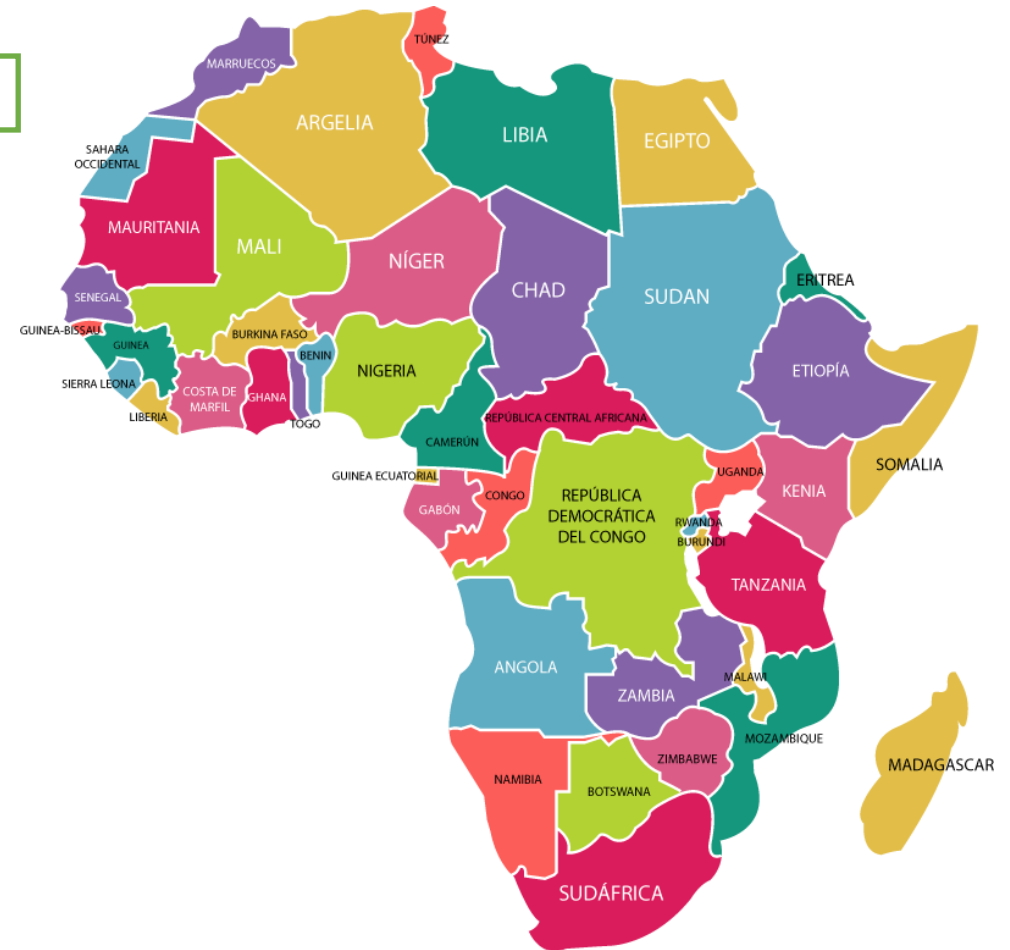 TÚNEZ
MARRUECOS
ARGELIA
LIBIA
EGIPTO
SAHARA
OCCIDENTAL
MAURITANIA
MALI
NÍGER
CHAD
SUDAN
ERITREA
SENEGAL
GUINEA-BISSAU
GUINEA
BURKINA FASO
BENIN
NIGERIA
ETIOPÍA
SIERRA LEONA
COSTA DE
MARFIL
GHANA
LIBERIA
TOGO
REPÚBLICA CENTRAL AFRICANA
CAMERÚN
SOMALIA
GUINEA ECUATORIAL
UGANDA
KENIA
CONGO
GABÓN
REPÚBLICA
DEMOCRÁTICA
DEL CONGO
RWANDA
BURUNDI
TANZANIA
ANGOLA
MALAWI
ZAMBIA
MOZAMBIQUE
ZIMBABWE
MADAGASCAR
NAMIBIA
BOTSWANA
SUDÁFRICA